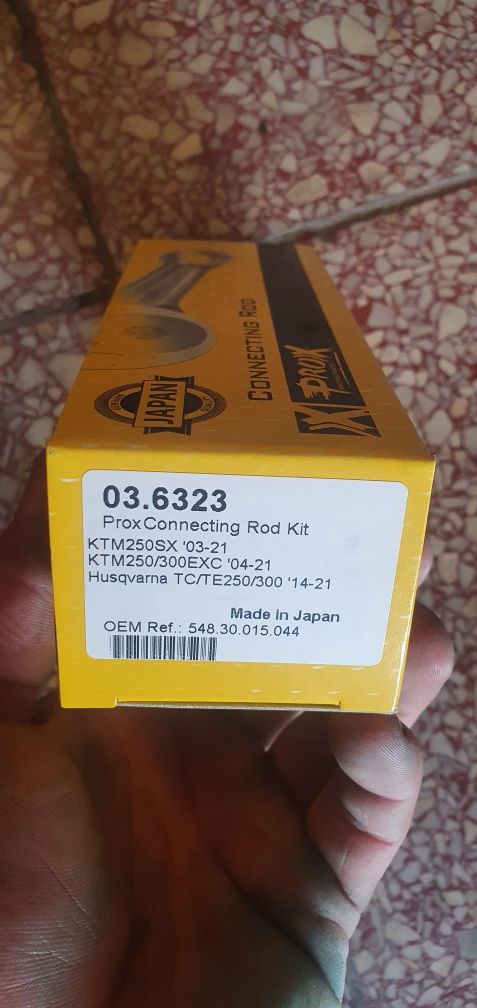 JAPAN
CONNECTING ROD
PROX
03.6323
Prox Connecting Rod Kit
KTM250SX '03-21
KTM250/300EXC '04-21
Husqvarna TC/TE250/300 '14-21
Made in Japan
OEM Ref.: 548.30.015.044